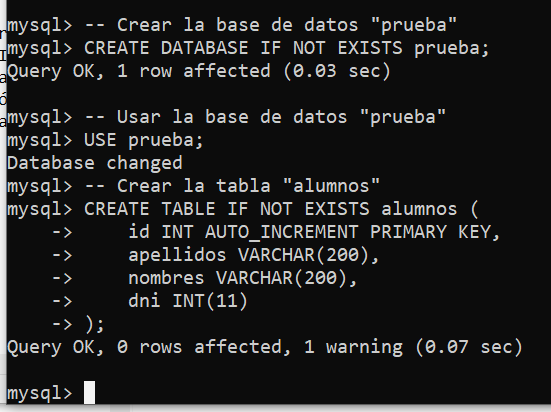 mysql> -- Crear la base de datos "prueba"
mysql> CREATE DATABASE IF NOT EXISTS prueba;
Query OK, 1 row affected (0.03 sec)
mysql> -- Usar la base de datos "prueba"
mysql> USE prueba;
Database changed
mysql> -- Crear la tabla "alumnos"
mysql> CREATE TABLE IF NOT EXISTS alumnos (
    ->     id INT AUTO_INCREMENT PRIMARY KEY,
    ->     apellidos VARCHAR(200),
    ->     nombres VARCHAR(200),
    ->     dni INT(11)
    -> );
Query OK, 0 rows affected, 1 warning (0.07 sec)
mysql>